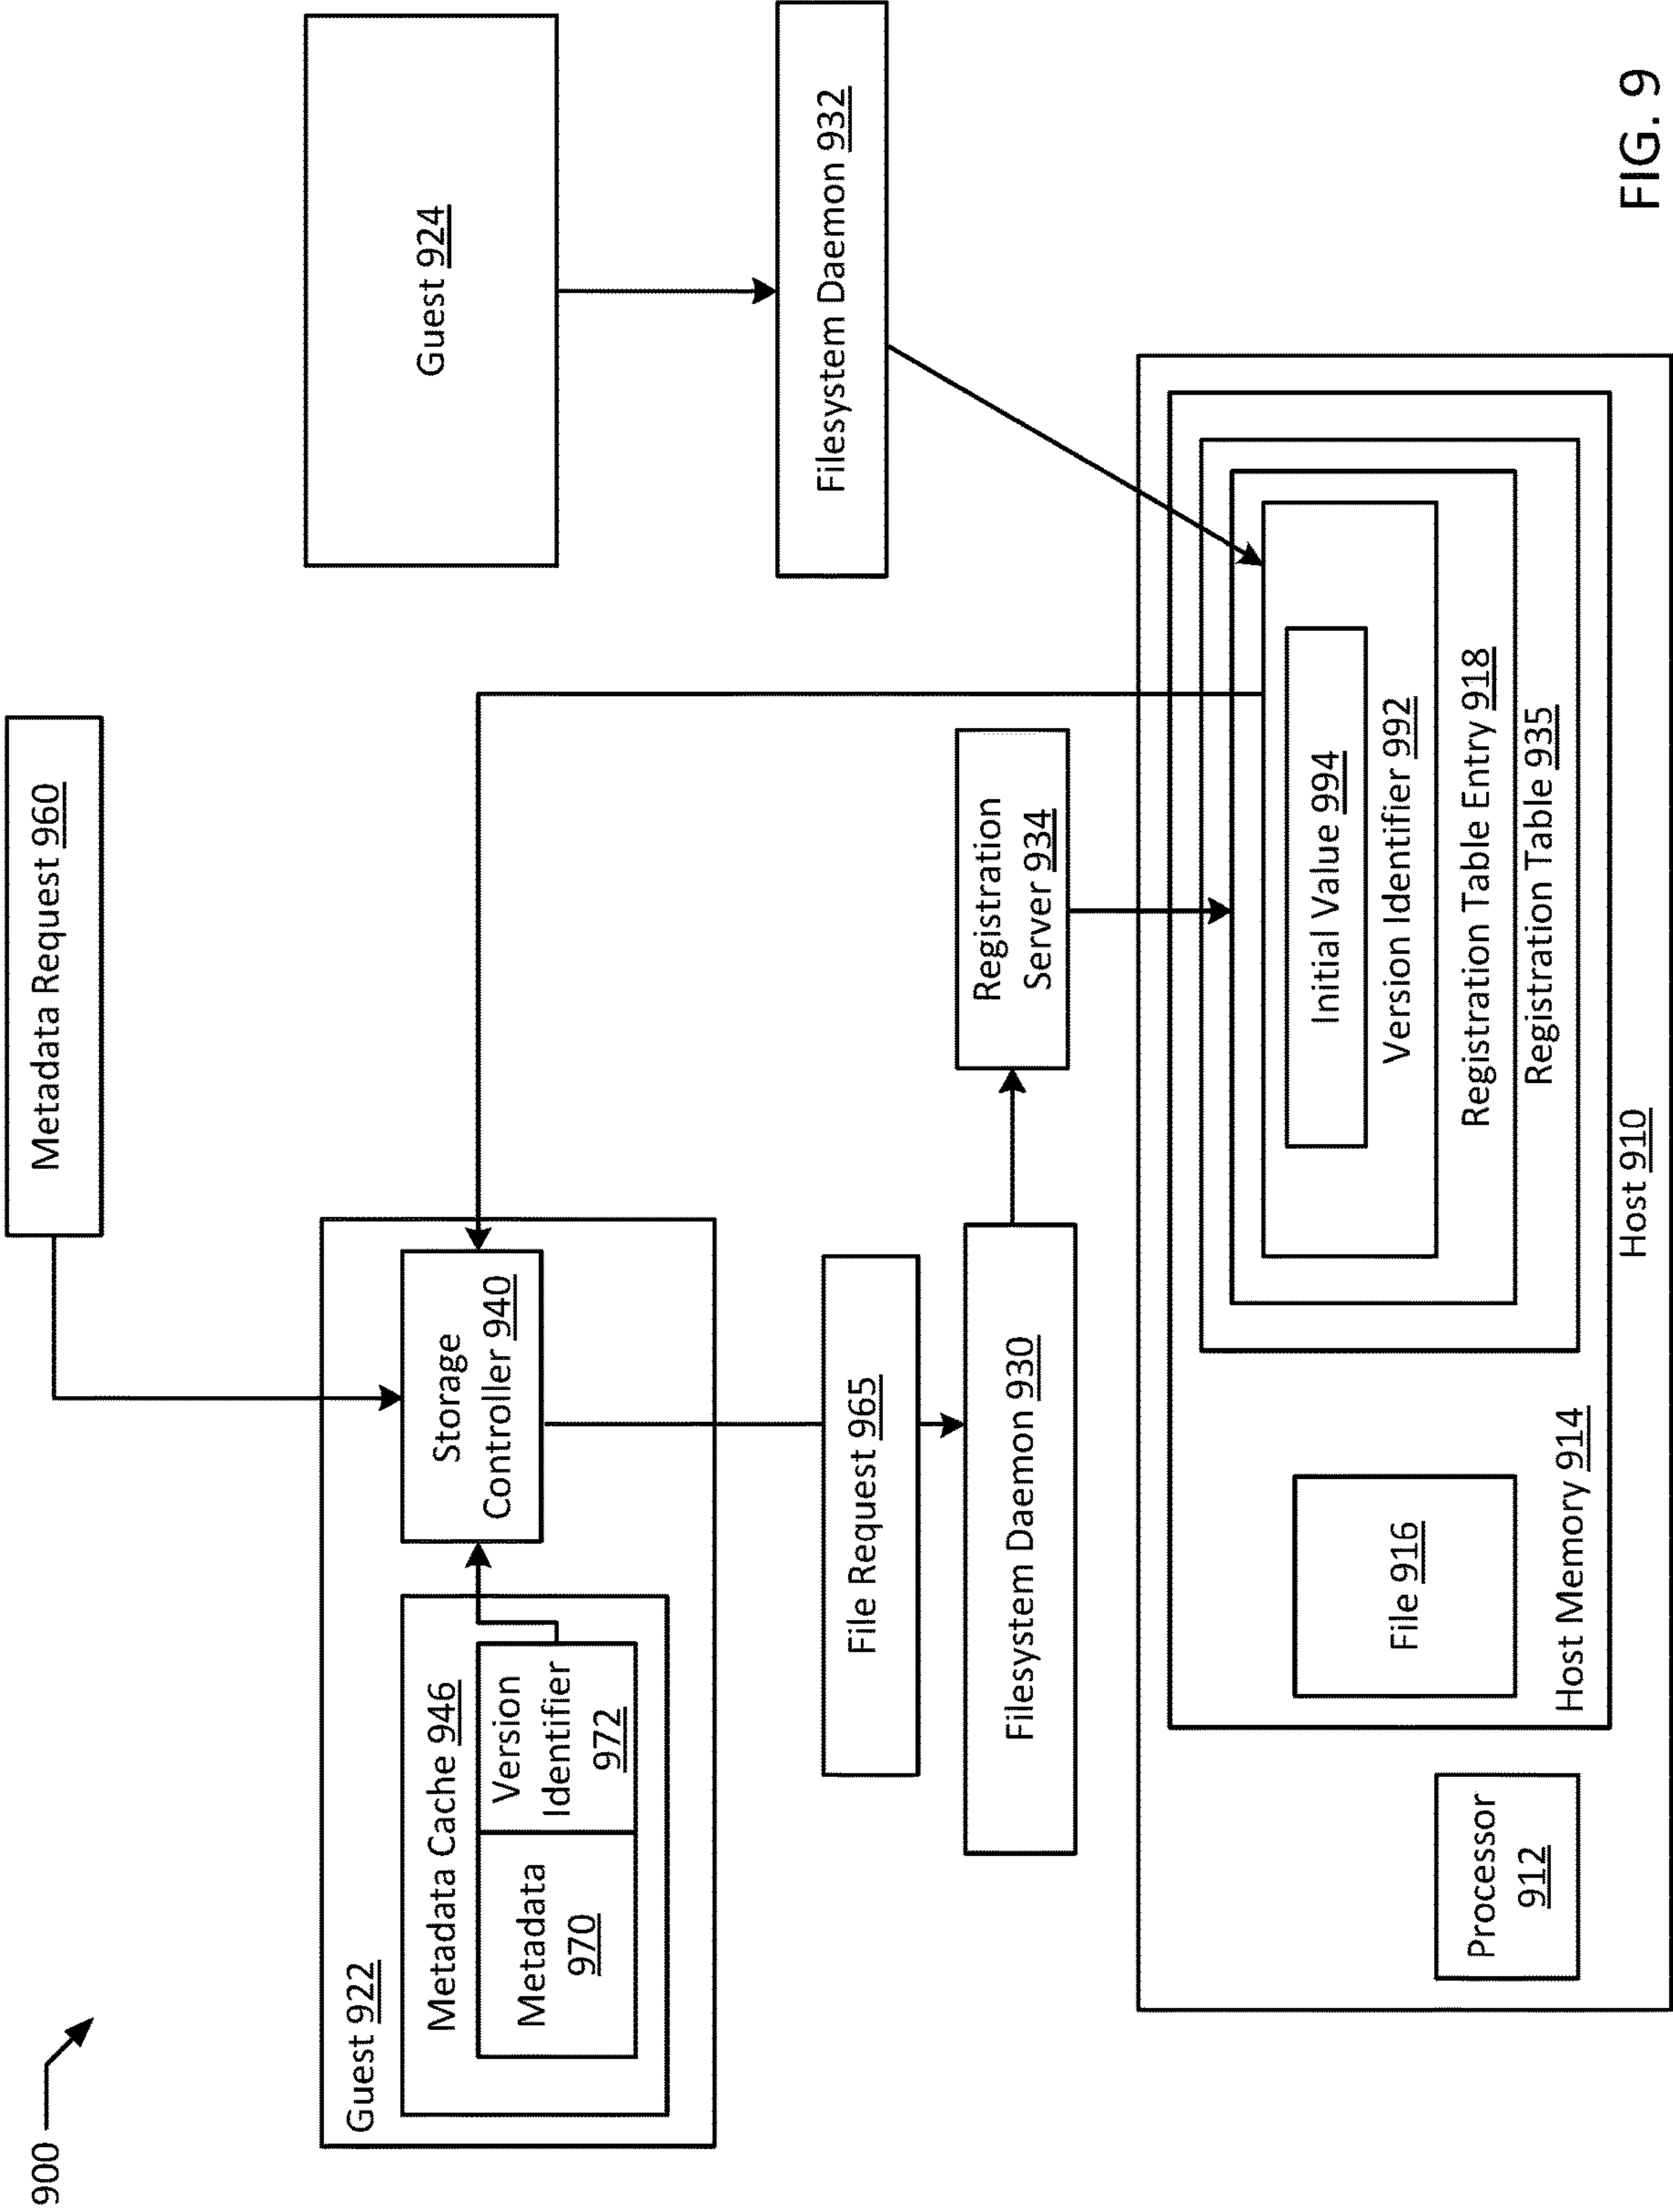 900
Metadata Request 960
Guest 922
Metadata Cache 946
Metadata
970
Version
Identifier
972
Storage
Controller 940
Guest 924
File Request 965
Filesystem Daemon 932
Filesystem Daemon 930
Registration
Server 934
Initial Value 994
Version Identifier 992
Registration Table Entry 918
Registration Table 935
File 916
Host Memory 914
Processor
912
Host 910
FIG. 9